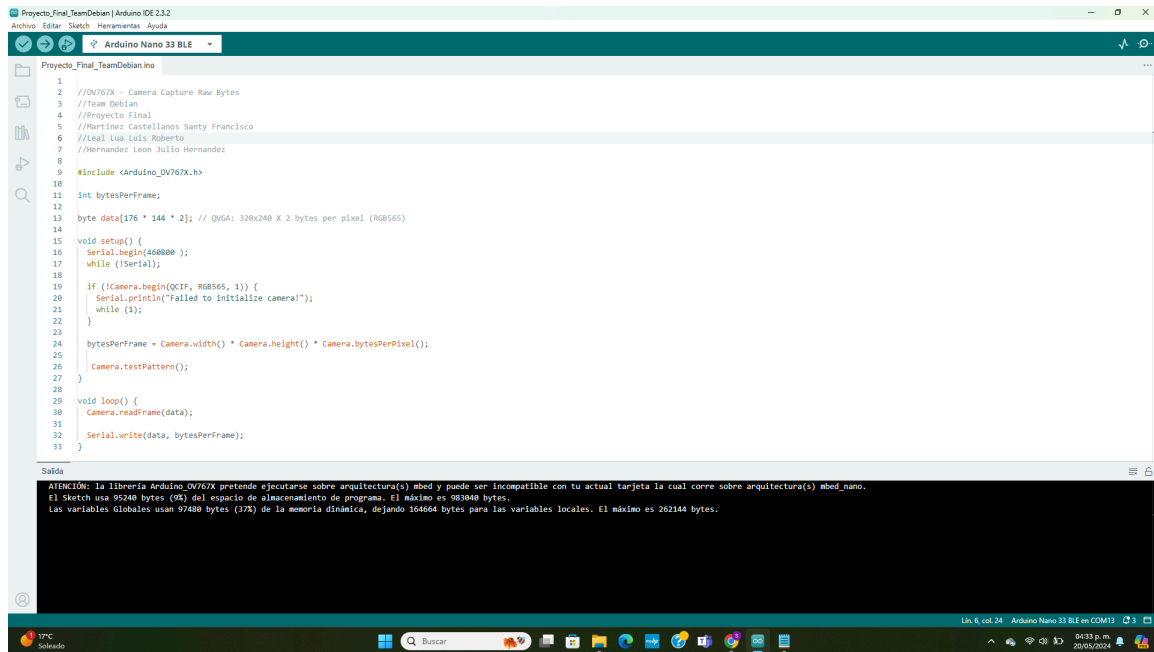 Proyecto_Final_TeamDebian | Arduino IDE 2.3.2
Archivo Editar Sketch Herramientas Ayuda
Arduino Nano 33 BLE
Proyecto_Final_TeamDebian.ino
1
2 //OV767X - Camera Capture Raw Bytes
3 //Team Debian
4 //Proyecto Final
5 //Martinez Castellanos Santy Francisco
6 //Leal Lua Luis Roberto
7 //Hernandez Leon Julio Hernandez
8
9 #include <Arduino_OV767X.h>
10
11 int bytesPerFrame;
12
13 byte data[176 * 144 * 2]; // QVGA: 320x240 X 2 bytes per pixel (RGB565)
14
15 void setup() {
16 Serial.begin(460800 );
17 while (!Serial);
18
19 if (!Camera.begin(QCIF, RGB565, 1)) {
20 Serial.println("Failed to initialize camera!");
21 while (1);
22 }
23
24 bytesPerFrame = Camera.width() * Camera.height() * Camera.bytesPerPixel();
25
26 Camera.testPattern();
27 }
28
29 void loop() {
30 Camera.readFrame(data);
31
32 Serial.write(data, bytesPerFrame);
33 }
Salida
ATENCIÓN: la librería Arduino_OV767X pretende ejecutarse sobre arquitectura(s) mbed y puede ser incompatible con tu actual tarjeta la cual corre sobre arquitectura(s) mbed_nano.
El Sketch usa 95240 bytes (9%) del espacio de almacenamiento de programa. El máximo es 983040 bytes.
Las variables Globales usan 97480 bytes (37%) de la memoria dinámica, dejando 164664 bytes para las variables locales. El máximo es 262144 bytes.
Lín. 6, col. 24 Arduino Nano 33 BLE en COM13 3
1 17°C
Soleado
Buscar
04:33 p. m.
20/05/2024